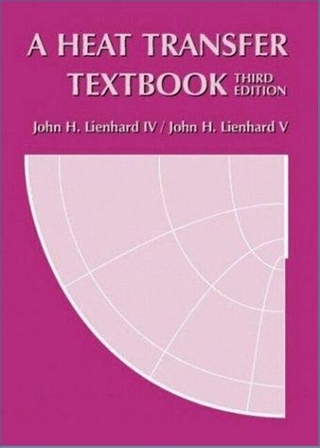 A HEAT TRANSFER
TEXTBOOK THIRD EDITION
John H. Lienhard IV / John H. Lienhard V